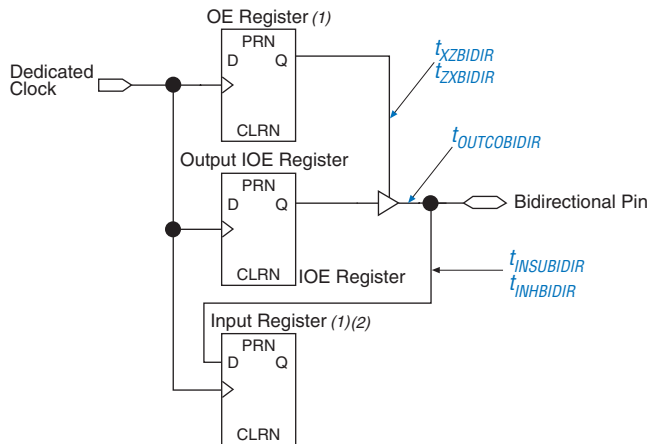 OE Register (1)
PRN
D Q
CLRN
Dedicated
Clock
tXZBIDIR
tZXBIDIR
Output IOE Register
PRN
D Q
CLRN
tOUTCOBIDIR
Bidirectional Pin
IOE Register
tINSUBIDIR
tINHBIDIR
Input Register (1)(2)
PRN
D Q
CLRN